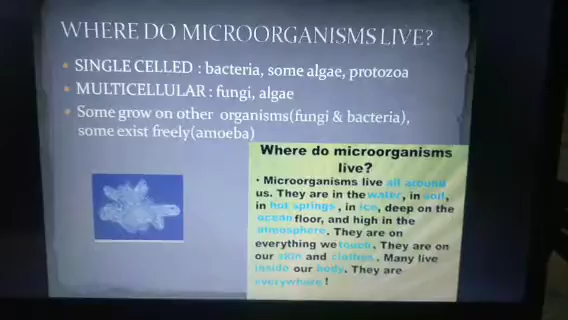 WHERE DO MICROORGANISMS LIVE?
SINGLE CELLED : bacteria, some algae, protozoa
MULTICELLULAR : fungi, algae
Some grow on other organisms(fungi & bacteria),
some exist freely(amoeba)
Where do microorganisms
live?
• Microorganisms live all around
us. They are in the water, in soil,
in hot springs , in ice, deep on the
ocean floor, and high in the
atmosphere. They are on
everything we touch. They are on
our skin and clothes . Many live
inside our body. They are
everywhere !